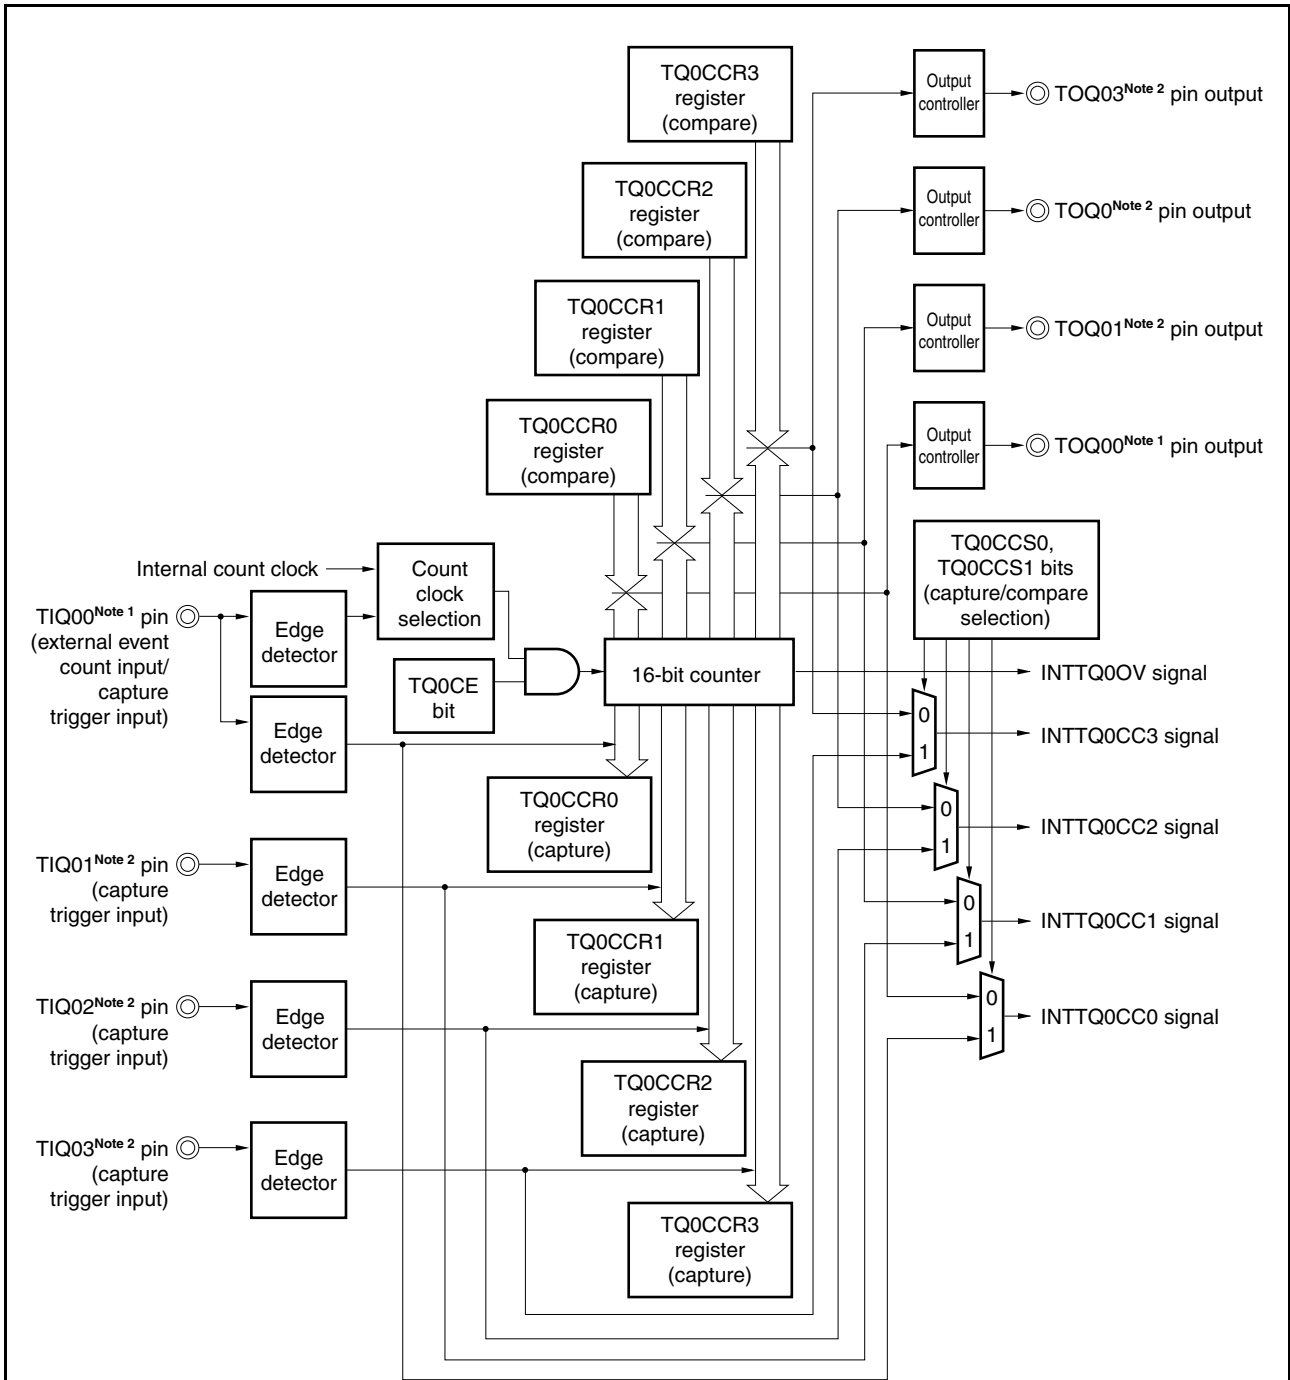 TQ0CCR3
register
(compare)
Output
controller
TOQ03Note 2 pin output
TQ0CCR2
register
(compare)
Output
controller
TOQ0Note 2 pin output
TQ0CCR1
register
(compare)
Output
controller
TOQ01Note 2 pin output
TQ0CCR0
register
(compare)
Output
controller
TOQ00Note 1 pin output
TQ0CCS0,
TQ0CCS1 bits
(capture/compare
selection)
Internal count clock
Count
clock
selection
TIQ00Note 1 pin
(external event
count input/
capture
trigger input)
Edge
detector
TQ0CE
bit
16-bit counter
INTTQ0OV signal
Edge
detector
0
1
INTTQ0CC3 signal
TQ0CCR0
register
(capture)
0
1
INTTQ0CC2 signal
TIQ01Note 2 pin
(capture
trigger input)
Edge
detector
TQ0CCR1
register
(capture)
0
1
INTTQ0CC1 signal
TIQ02Note 2 pin
(capture
trigger input)
Edge
detector
0
1
INTTQ0CC0 signal
TQ0CCR2
register
(capture)
TIQ03Note 2 pin
(capture
trigger input)
Edge
detector
TQ0CCR3
register
(capture)